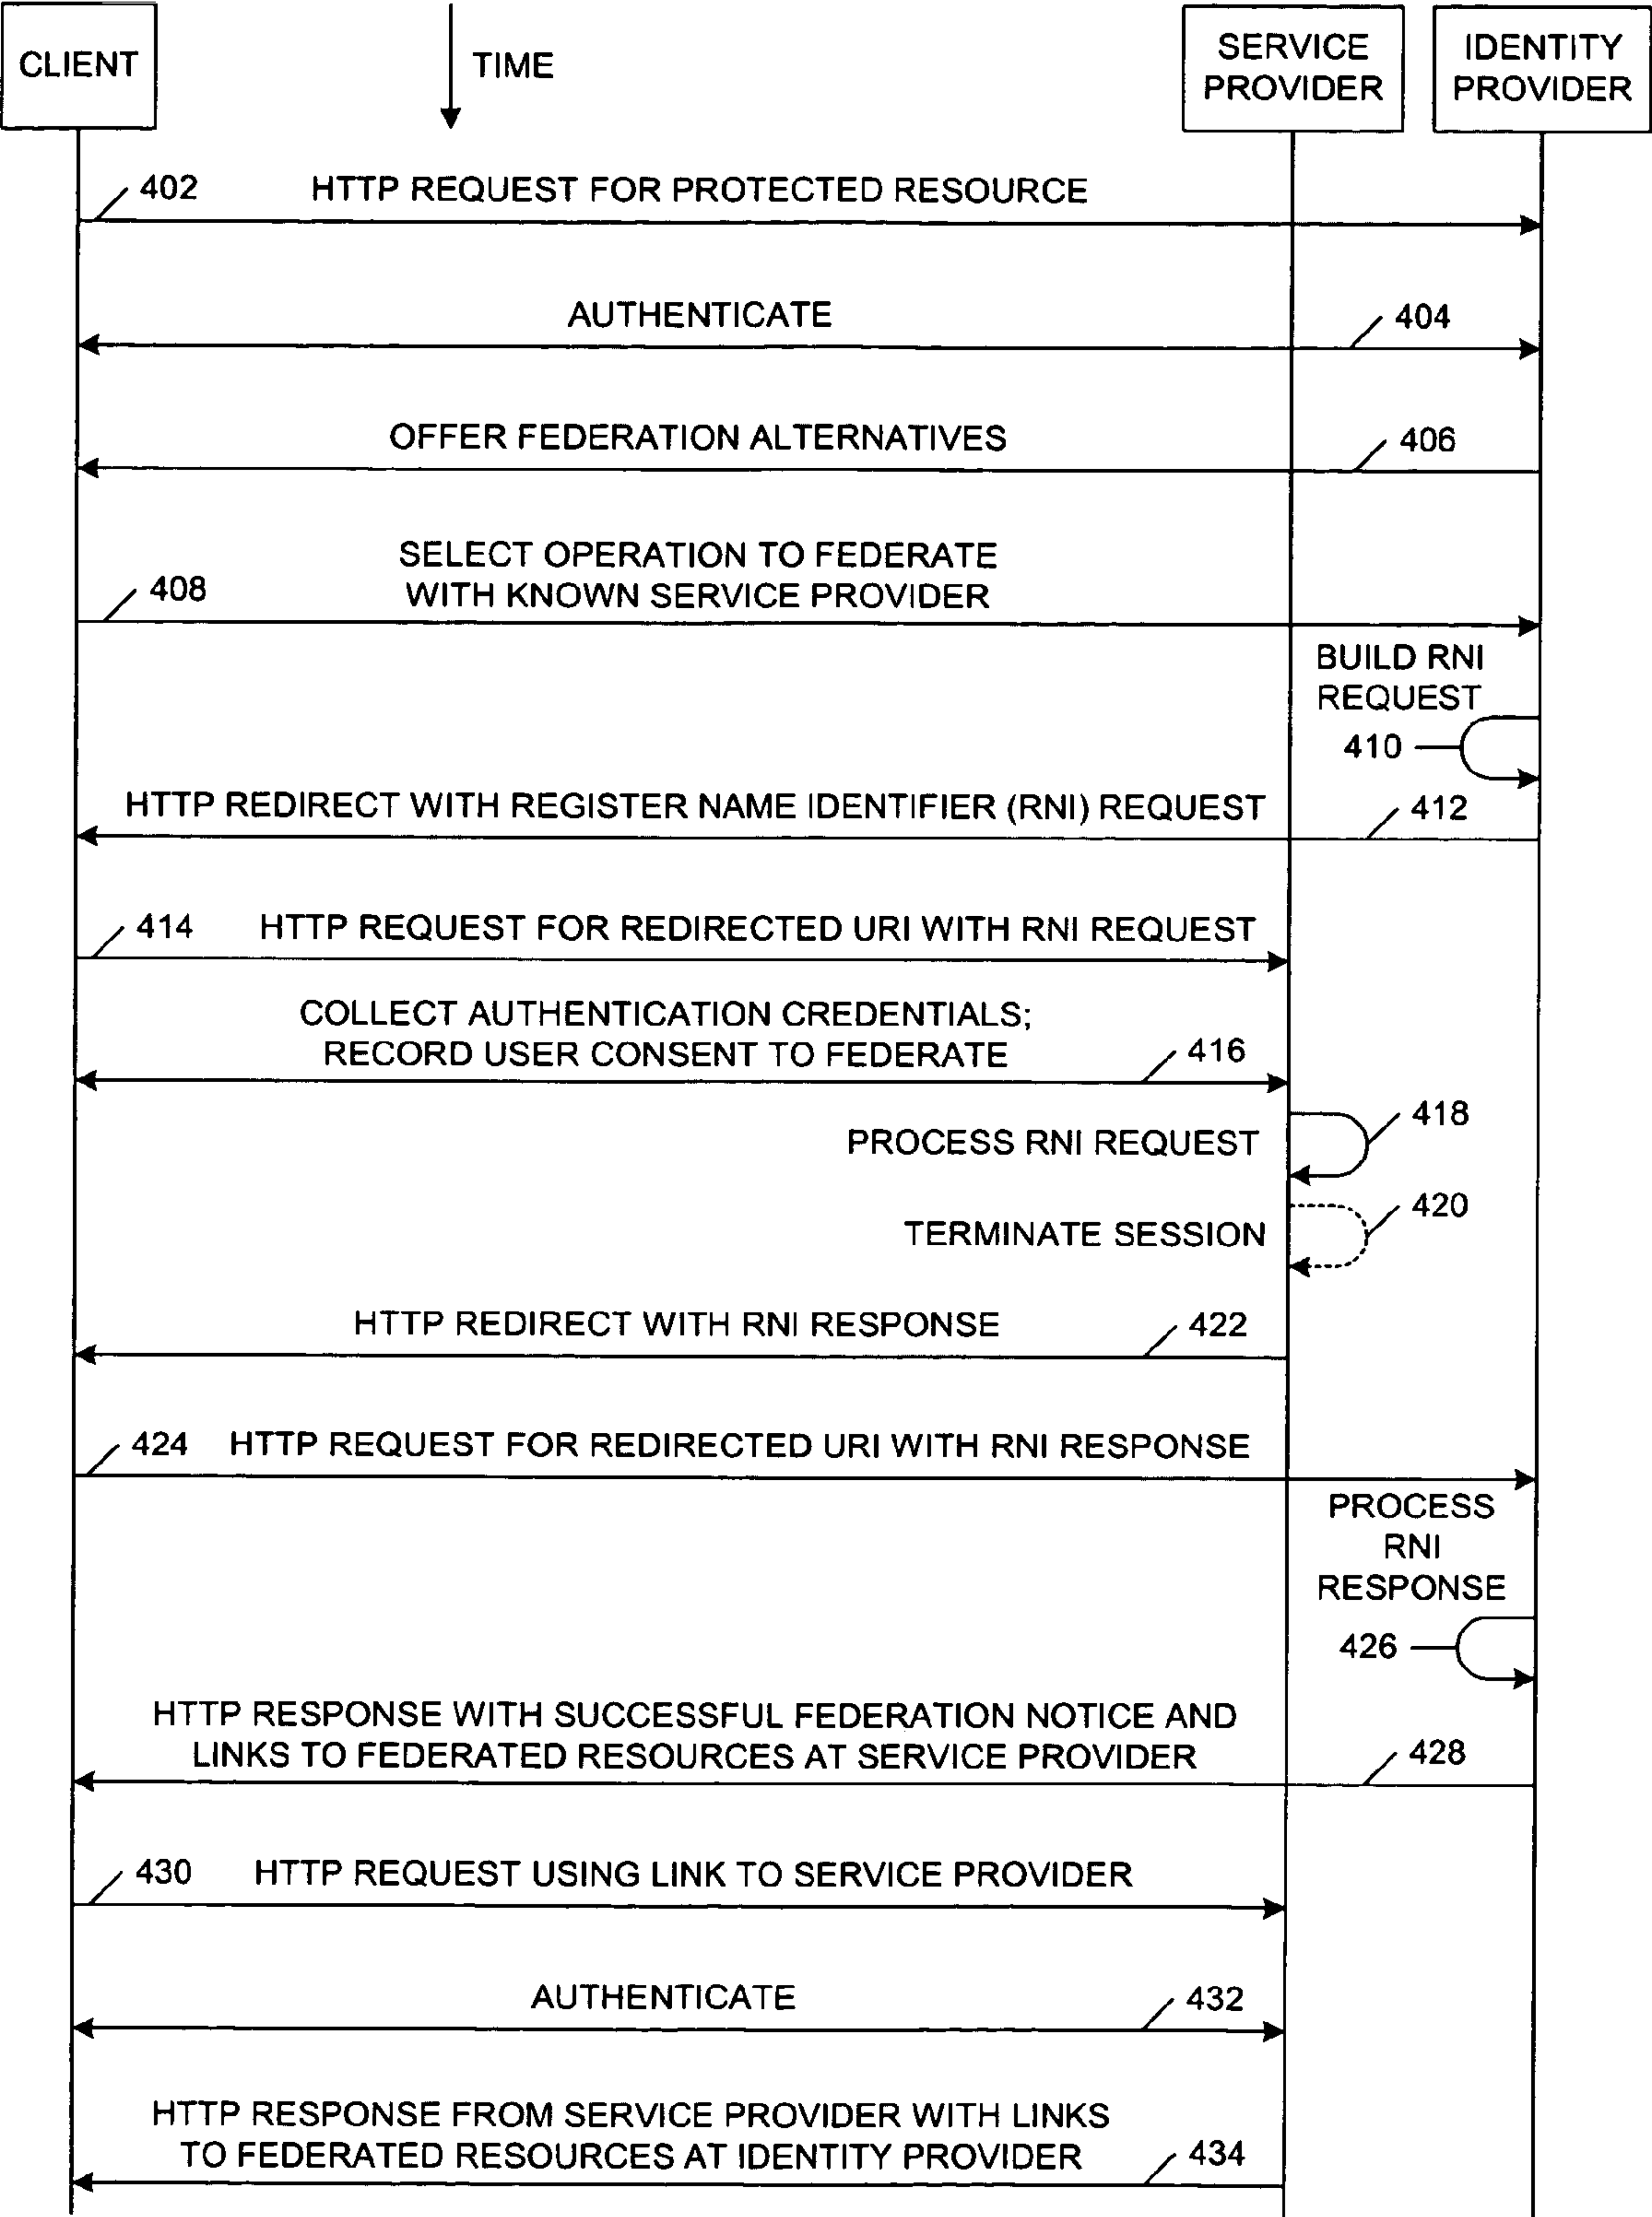 CLIENT
TIME
SERVICE
PROVIDER
IDENTITY
PROVIDER
402 HTTP REQUEST FOR PROTECTED RESOURCE
AUTHENTICATE 404
OFFER FEDERATION ALTERNATIVES 406
SELECT OPERATION TO FEDERATE
WITH KNOWN SERVICE PROVIDER
408
BUILD RNI
REQUEST
410
HTTP REDIRECT WITH REGISTER NAME IDENTIFIER (RNI) REQUEST 412
414 HTTP REQUEST FOR REDIRECTED URI WITH RNI REQUEST
COLLECT AUTHENTICATION CREDENTIALS;
RECORD USER CONSENT TO FEDERATE 416
418
PROCESS RNI REQUEST
420
TERMINATE SESSION
HTTP REDIRECT WITH RNI RESPONSE 422
424 HTTP REQUEST FOR REDIRECTED URI WITH RNI RESPONSE
PROCESS
RNI
RESPONSE
426
HTTP RESPONSE WITH SUCCESSFUL FEDERATION NOTICE AND
LINKS TO FEDERATED RESOURCES AT SERVICE PROVIDER 428
430 HTTP REQUEST USING LINK TO SERVICE PROVIDER
AUTHENTICATE 432
HTTP RESPONSE FROM SERVICE PROVIDER WITH LINKS
TO FEDERATED RESOURCES AT IDENTITY PROVIDER 434